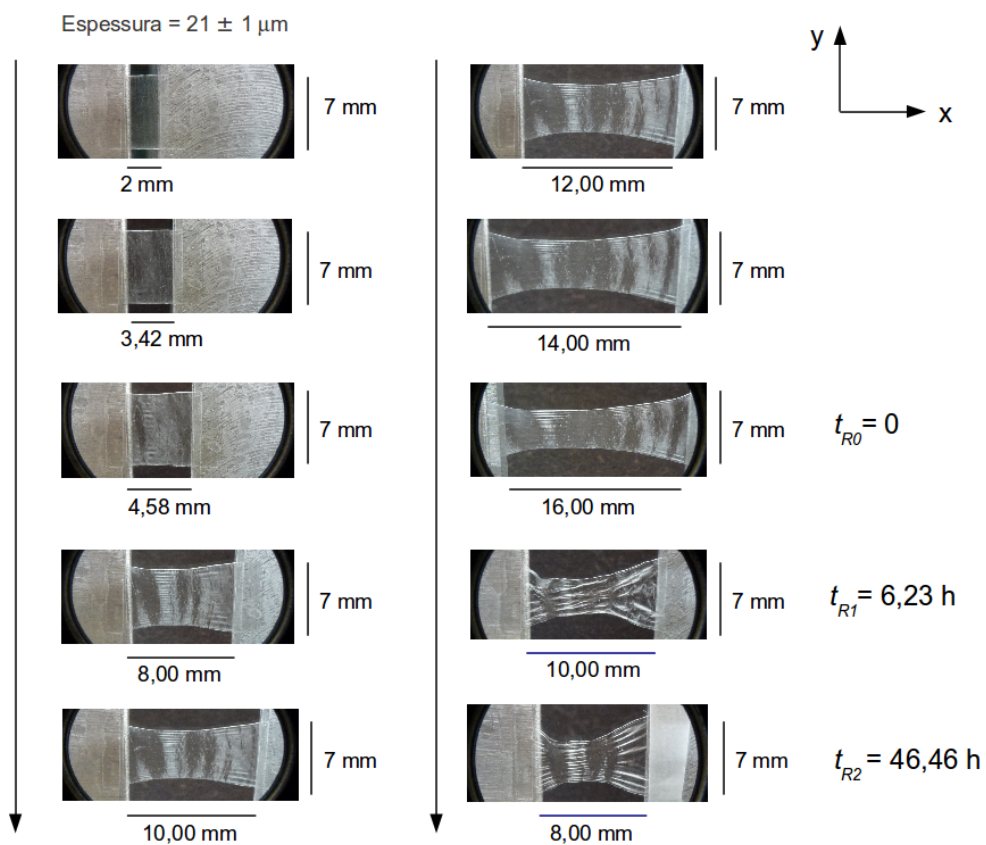 Espessura = 21 ± 1 μm
7 mm
2 mm
7 mm
3,42 mm
7 mm
4,58 mm
7 mm
8,00 mm
7 mm
10,00 mm
y
x
7 mm
12,00 mm
7 mm
14,00 mm
7 mm
16,00 mm
t_R0 = 0
7 mm
10,00 mm
t_R1 = 6,23 h
7 mm
8,00 mm
t_R2 = 46,46 h